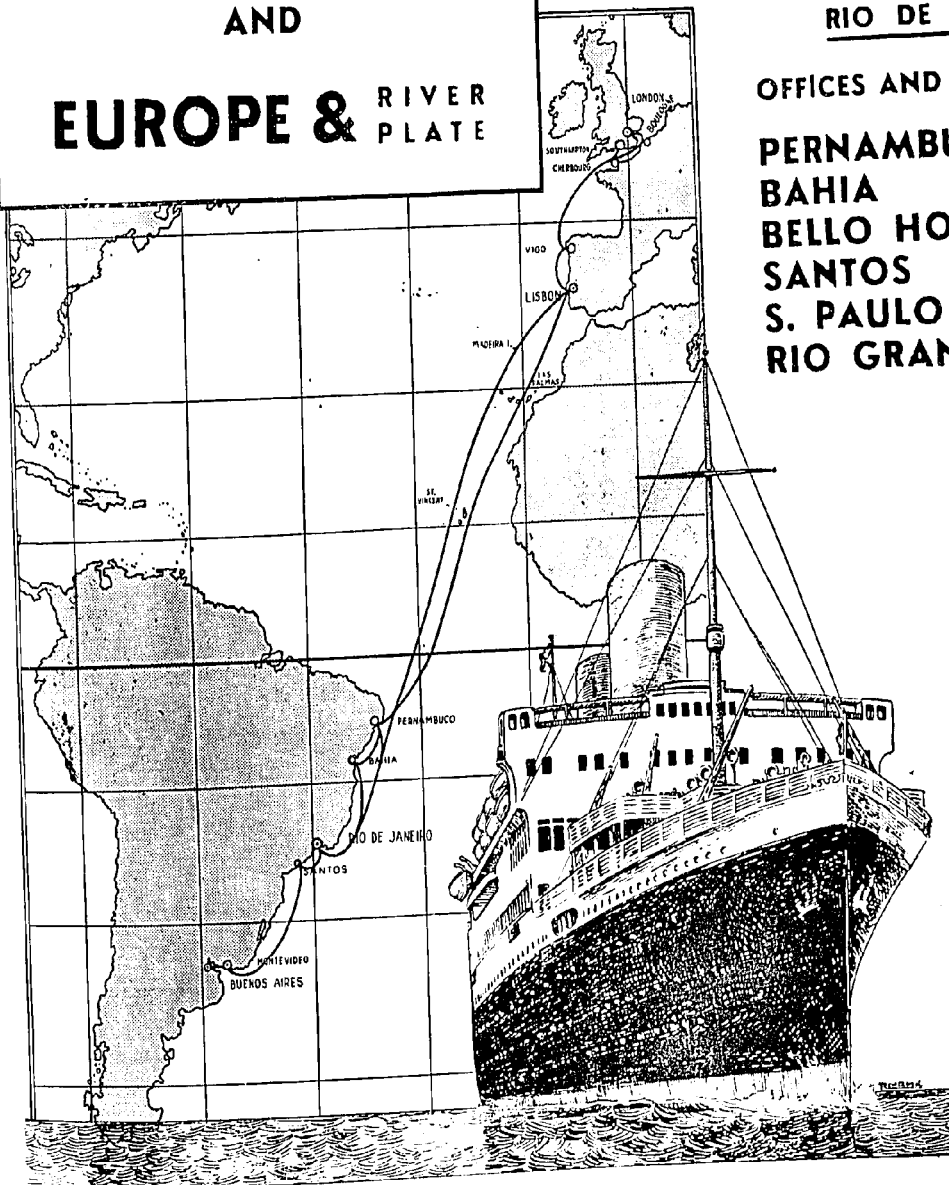 AND
EUROPE & RIVER
PLATE
RIO DE
OFFICES AND
PERNAMBU
BAHIA
BELLO HO
SANTOS
S. PAULO
RIO GRAN
LONDON
BOULOGNE
SOUTHAMPTON
CHERBOURG
VIGO
LISBON
MADEIRA I.
LAS
PALMAS
ST.
VINCENT
PERNAMBUCO
BAHIA
RIO DE JANEIRO
SANTOS
MONTEVIDEO
BUENOS AIRES